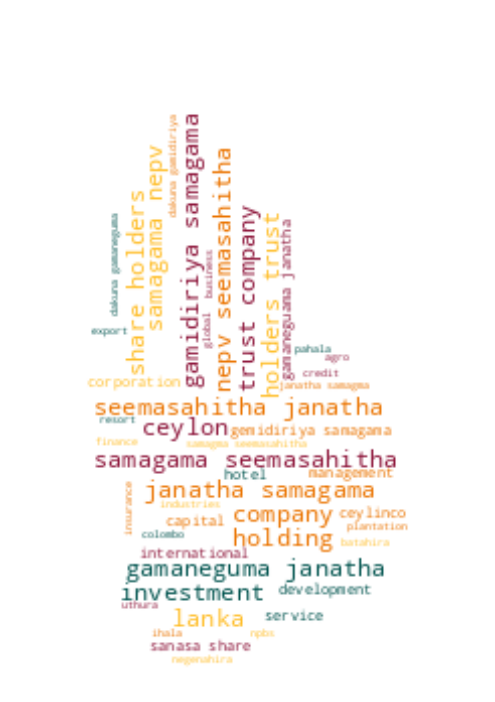 dakuna gamaneguma
export
share holders
samagama nepv
dakuna gamidiriya
gamidiriya samagama
global business
nepv seemasahitha
trust company
holders trust
gamaneguama janatha
pahala
agro
credit
corporation
janatha samagma
seemasahitha janatha
resort
ceylon
gemidiriya samagama
finance
samagma seemasahitha
samagama seemasahitha
hotel
management
insurance
janatha samagama
industries
company
ceylinco
capital
plantation
colombo
holding
batahira
international
gamaneguma janatha
investment
development
uthura
lanka
service
ihala
npbs
sanasa share
negenahira